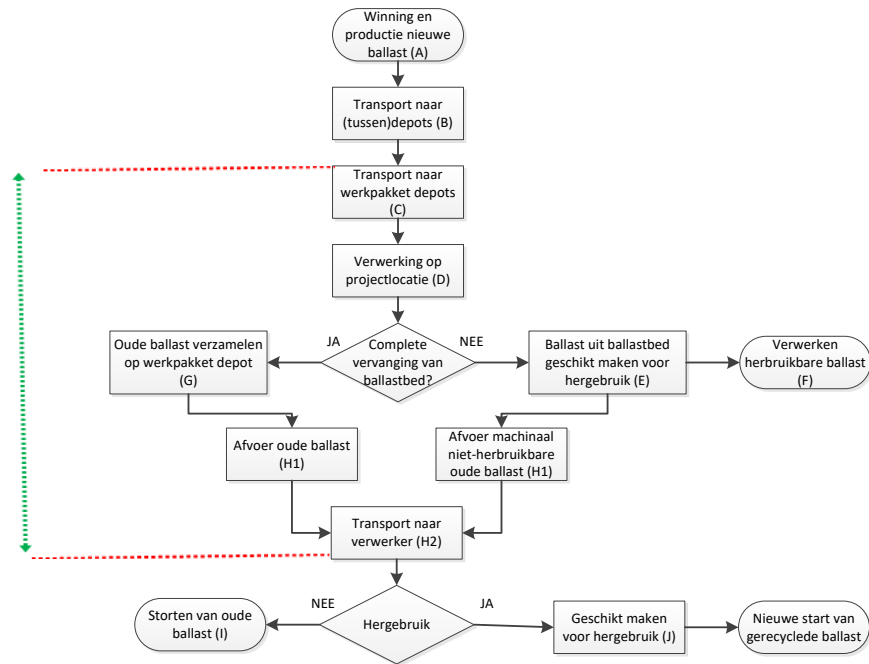 Winning en
productie nieuwe
ballast (A)
Transport naar
(tussen)depots (B)
Transport naar
werkpakket depots
(C)
Verwerking op
projectlocatie (D)
Oude ballast verzamelen
op werkpakket depot
(G)
JA
Complete
vervanging van
ballastbed?
NEE
Ballast uit ballastbed
geschikt maken voor
hergebruik (E)
Verwerken
herbruikbare ballast
(F)
Afvoer oude ballast
(H1)
Afvoer machinaal
niet-herbruikbare
oude ballast (H1)
Transport naar
verwerker (H2)
Storten van oude
ballast (I)
NEE
Hergebruik
JA
Geschikt maken
voor hergebruik (J)
Nieuwe start van
gerecyclede ballast